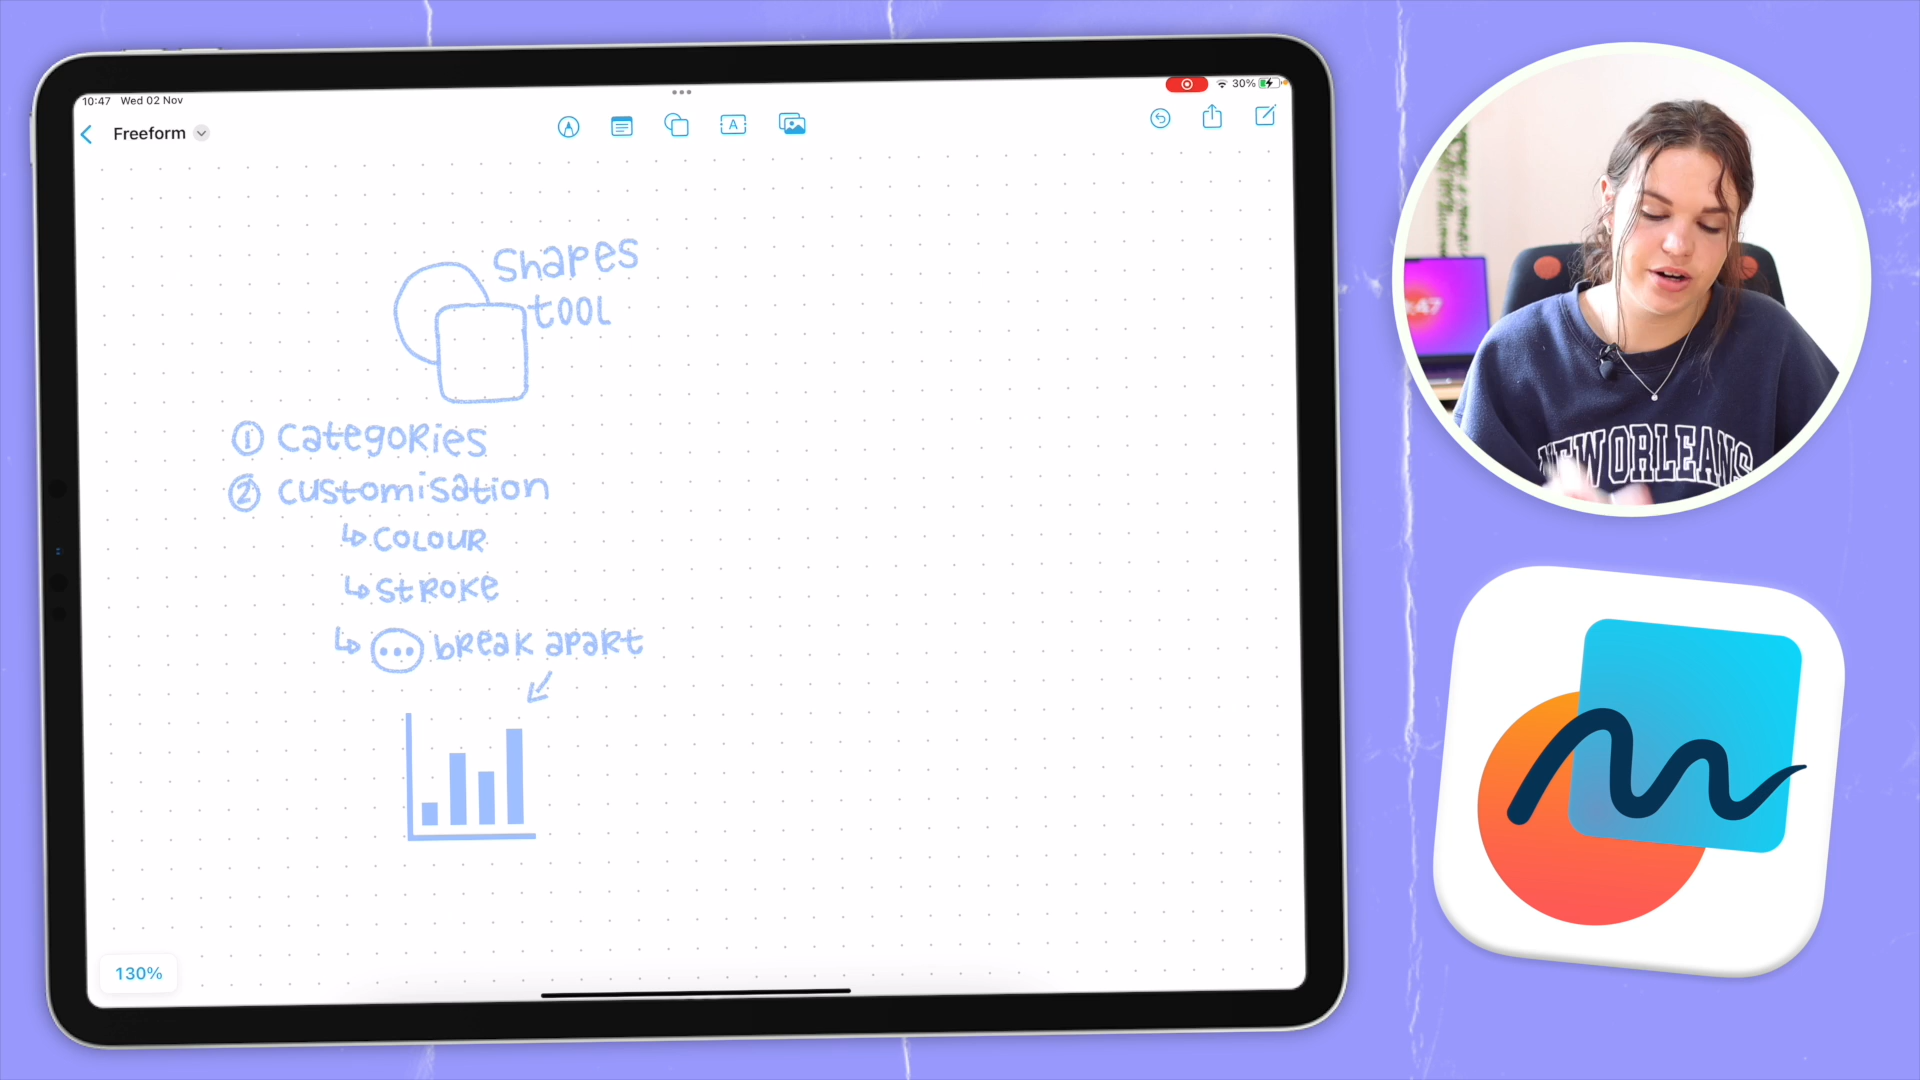 10:47 Wed 02 Nov
30%
Freeform
A
Shapes
tool
① categories
② customisation
↳ colour
↳ stroke
↳ ••• break apart
130%
NEW ORLEANS